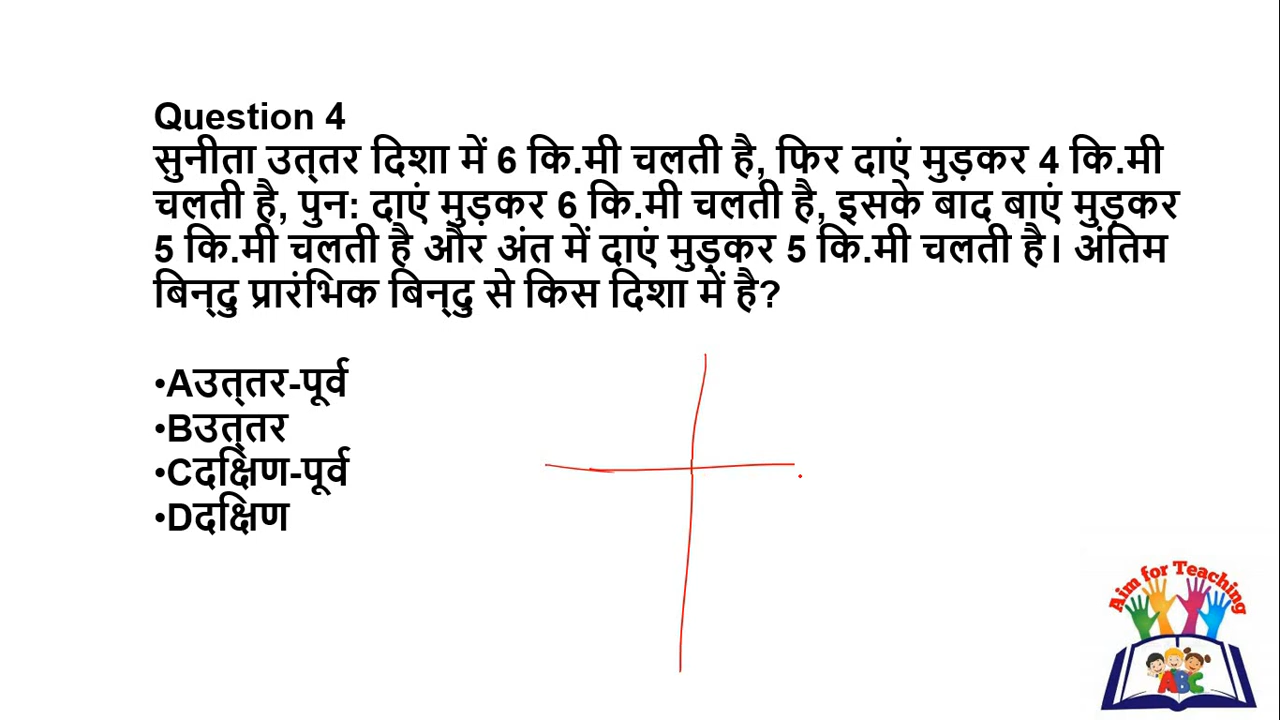 Question 4
सुनीता उत्‌तर दिशा में 6 कि.मी चलती है, फिर दाएं मुड़कर 4 कि.मी
चलती है, पुन: दाएं मुड़कर 6 कि.मी चलती है, इसके बाद बाएं मुड़कर
5 कि.मी चलती है और अंत में दाएं मुड़कर 5 कि.मी चलती है। अंतिम
बिन्‌दु प्रारंभिक बिन्‌दु से किस दिशा में है?
•Aउत्‌तर-पूर्व
•Bउत्‌तर
•Cदक्षिण-पूर्व
•Dदक्षिण
Aim for Teaching
ABC